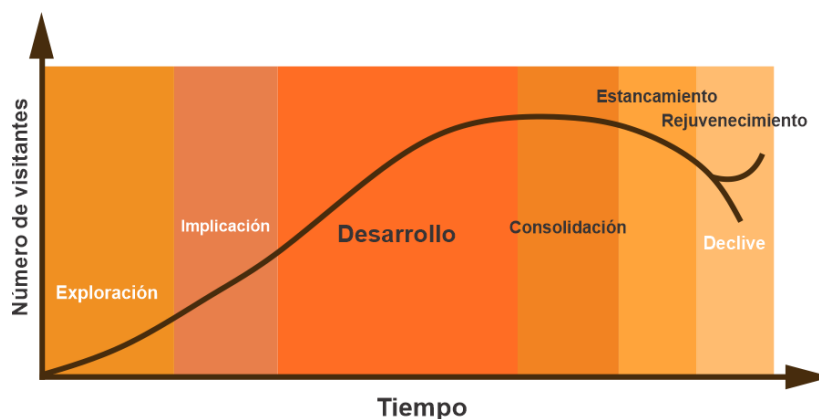 Número de visitantes
Exploración
Implicación
Desarrollo
Consolidación
Estancamiento
Rejuvenecimiento
Declive
Tiempo